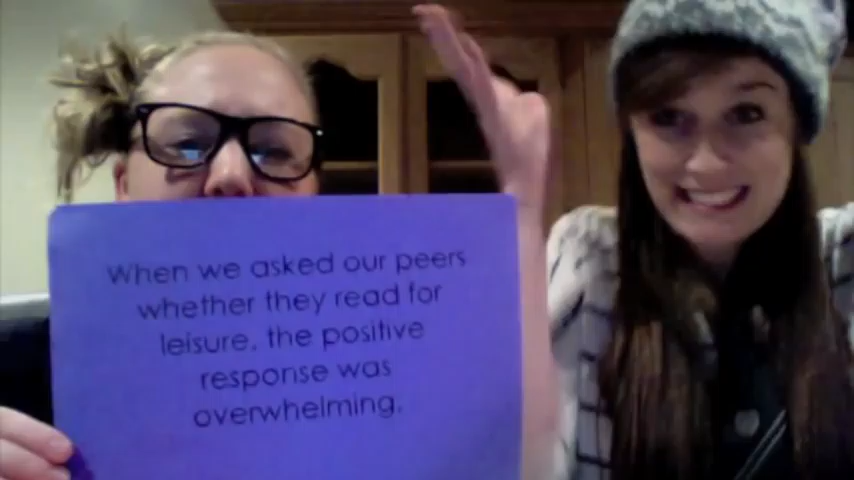 When we asked our peers
whether they read for
leisure, the positive
response was
overwhelming.